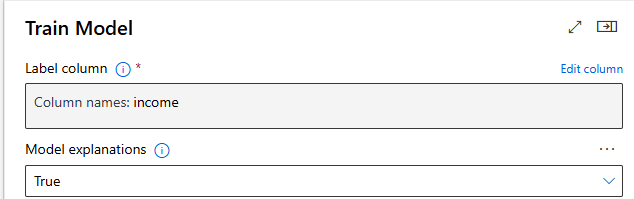 Train Model
Label column * Edit column
Column names: income
Model explanations ...
True